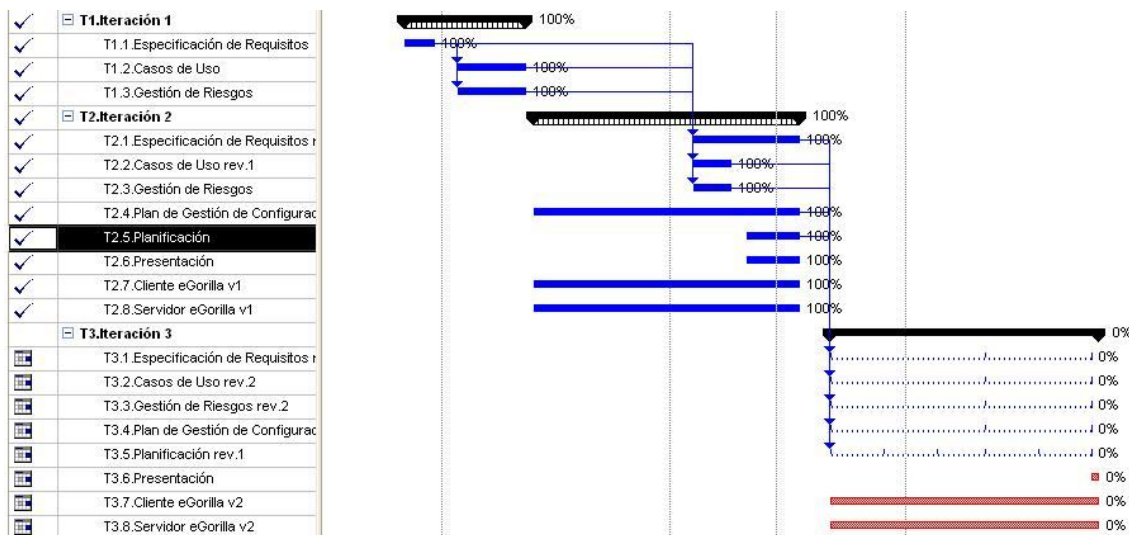 T1.Iteración 1 100%
T1.1.Especificación de Requisitos 100%
T1.2.Casos de Uso 100%
T1.3.Gestión de Riesgos 100%
T2.Iteración 2 100%
T2.1.Especificación de Requisitos r 100%
T2.2.Casos de Uso rev.1 100%
T2.3.Gestión de Riesgos 100%
T2.4.Plan de Gestión de Configurac 100%
T2.5.Planificación 100%
T2.6.Presentación 100%
T2.7.Cliente eGorilla v1 100%
T2.8.Servidor eGorilla v1 100%
T3.Iteración 3 0%
T3.1.Especificación de Requisitos r 0%
T3.2.Casos de Uso rev.2 0%
T3.3.Gestión de Riesgos rev.2 0%
T3.4.Plan de Gestión de Configurac 0%
T3.5.Planificación rev.1 0%
T3.6.Presentación 0%
T3.7.Cliente eGorilla v2 0%
T3.8.Servidor eGorilla v2 0%